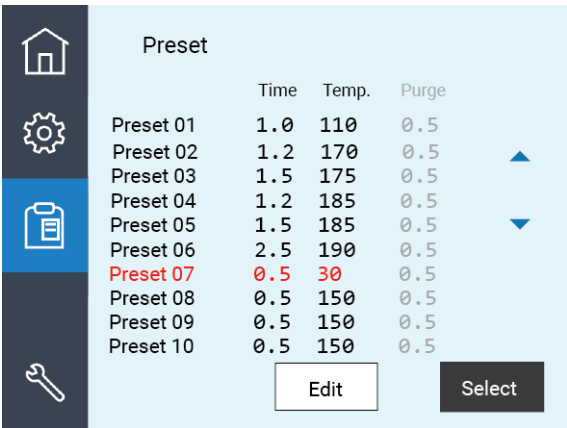 Preset
Time Temp. Purge
Preset 01 1.0 110 0.5
Preset 02 1.2 170 0.5
Preset 03 1.5 175 0.5
Preset 04 1.2 185 0.5
Preset 05 1.5 185 0.5
Preset 06 2.5 190 0.5
Preset 07 0.5 30 0.5
Preset 08 0.5 150 0.5
Preset 09 0.5 150 0.5
Preset 10 0.5 150 0.5
Edit Select